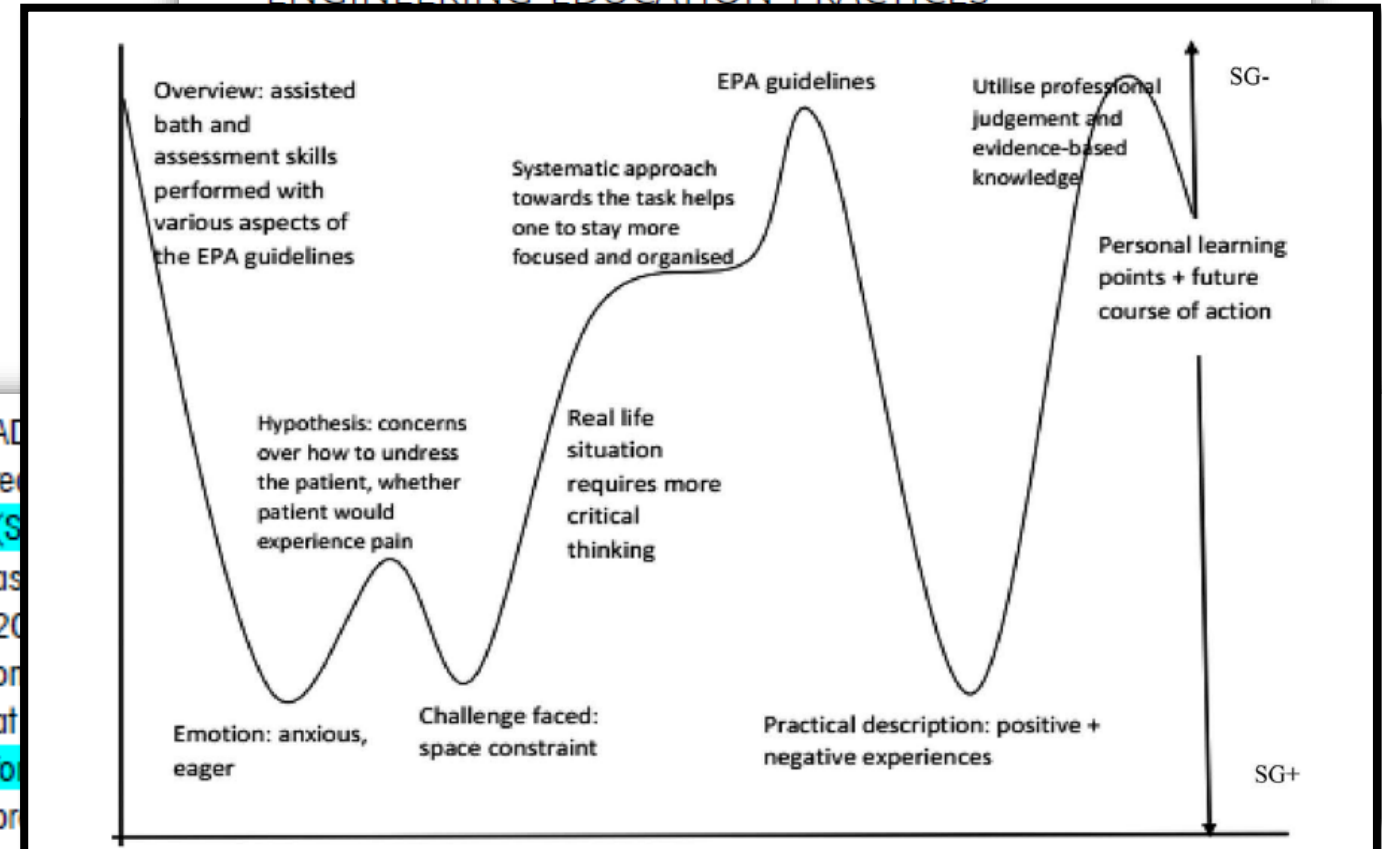 ENGINEERING EDUCATION PRACTICES
Overview: assisted
bath and
assessment skills
performed with
various aspects of
the EPA guidelines
Hypothesis: concerns
over how to undress
the patient, whether
patient would
experience pain
Emotion: anxious,
eager
Challenge faced:
space constraint
Systematic approach
towards the task helps
one to stay more
focused and organised
Real life
situation
requires more
critical
thinking
EPA guidelines
Practical description: positive +
negative experiences
Utilise professional
judgement and
evidence-based
knowledge
Personal learning
points + future
course of action
SG-
SG+